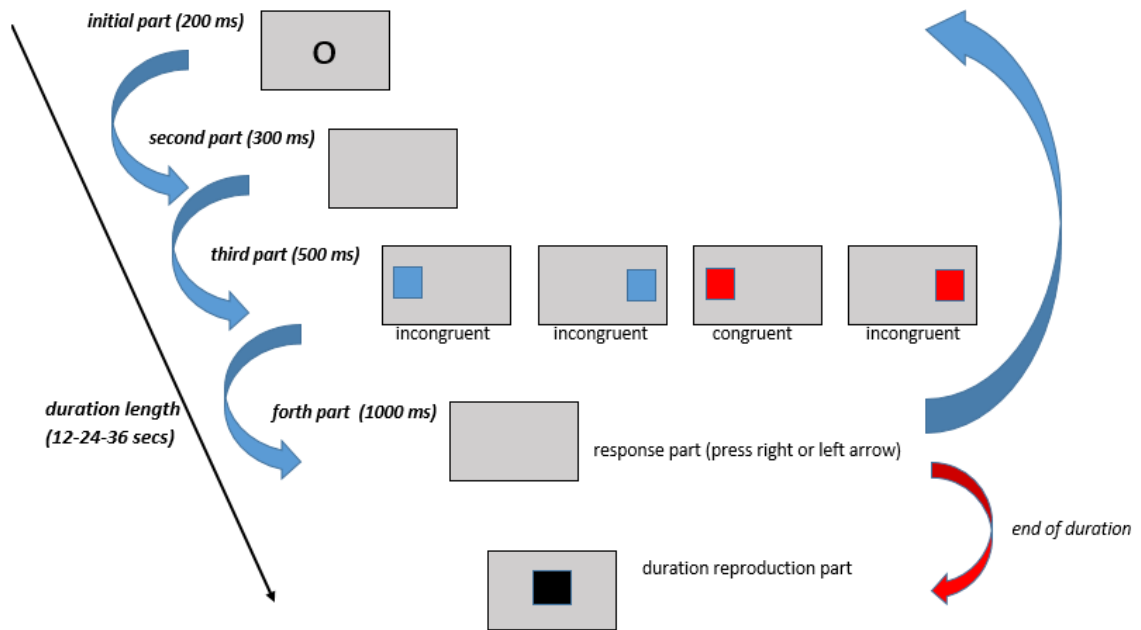 initial part (200 ms)
O
second part (300 ms)
third part (500 ms)
incongruent
incongruent
congruent
incongruent
duration length
(12-24-36 secs)
forth part (1000 ms)
response part (press right or left arrow)
end of duration
duration reproduction part